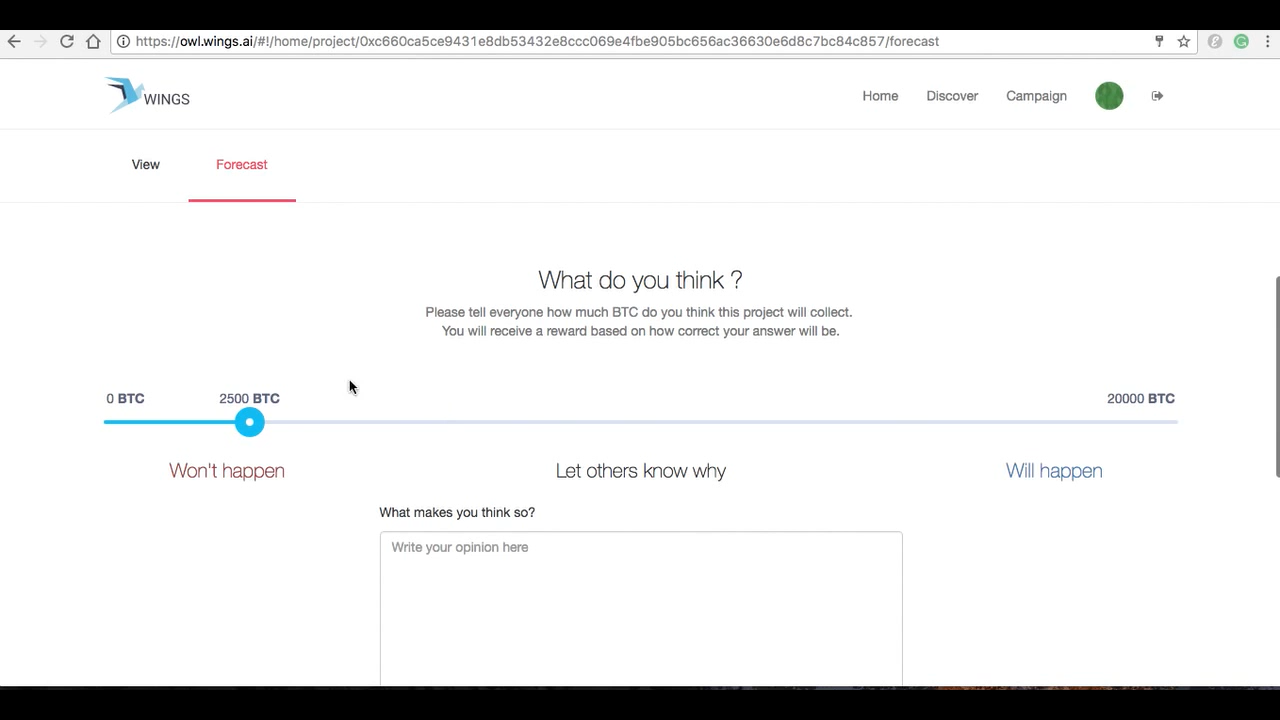 https://owl.wings.ai/#!/home/project/0xc660ca5ce9431e8db53432e8ccc069e4fbe905bc656ac36630e6d8c7bc84c857/forecast
WINGS
Home Discover Campaign
View Forecast
What do you think ?
Please tell everyone how much BTC do you think this project will collect.
You will receive a reward based on how correct your answer will be.
0 BTC 2500 BTC 20000 BTC
Won't happen Let others know why Will happen
What makes you think so?
Write your opinion here